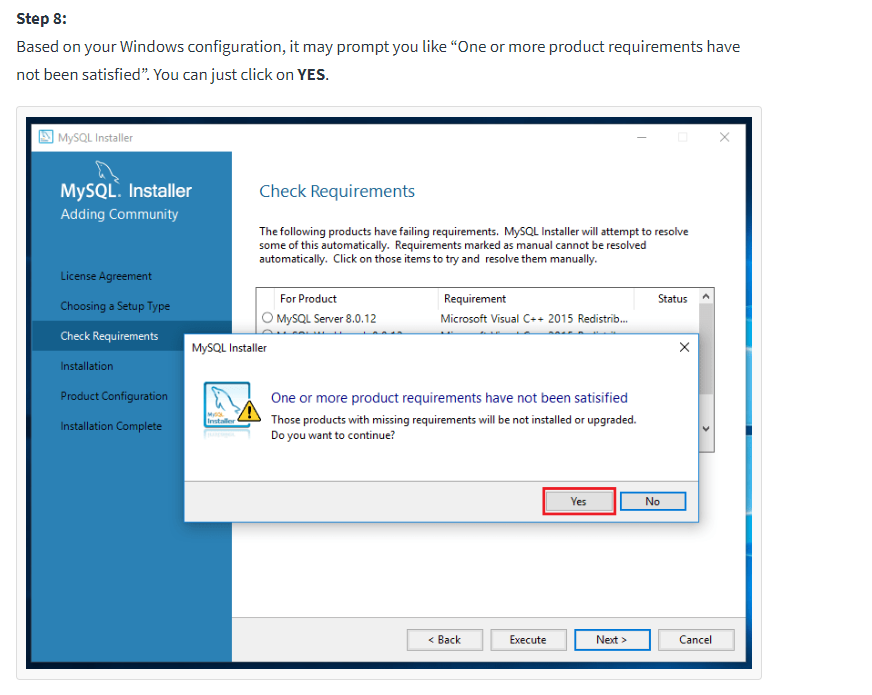 Step 8:
Based on your Windows configuration, it may prompt you like “One or more product requirements have
not been satisfied”. You can just click on YES.
MySQL Installer
MySQL. Installer
Adding Community
License Agreement
Choosing a Setup Type
Check Requirements
Installation
Product Configuration
Installation Complete
Check Requirements
The following products have failing requirements. MySQL Installer will attempt to resolve
some of this automatically. Requirements marked as manual cannot be resolved
automatically. Click on those items to try and resolve them manually.
For Product Requirement Status
MySQL Server 8.0.12 Microsoft Visual C++ 2015 Redistrib...
MySQL Installer
MySQL
Installer
One or more product requirements have not been satisified
Those products with missing requirements will be not installed or upgraded.
Do you want to continue?
Yes No
< Back Execute Next > Cancel